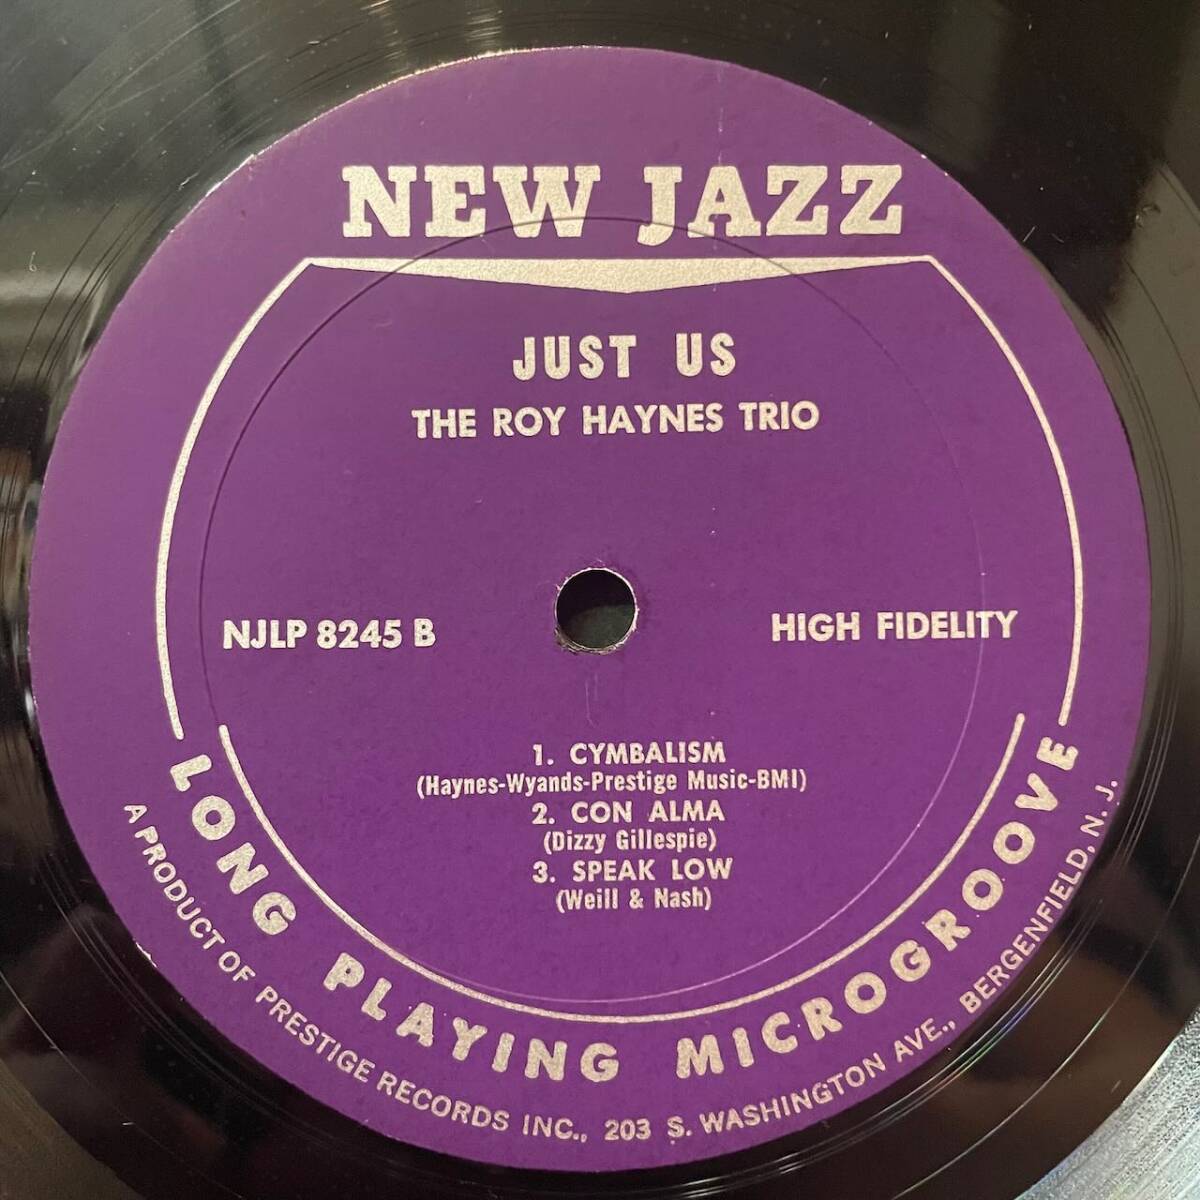 NEW JAZZ
JUST US
THE ROY HAYNES TRIO
NJLP 8245 B
HIGH FIDELITY
1. CYMBALISM
(Haynes-Wyands-Prestige Music-BMI)
2. CON ALMA
(Dizzy Gillespie)
3. SPEAK LOW
(Weill & Nash)
LONG PLAYING MICROGROOVE
A PRODUCT OF PRESTIGE RECORDS INC., 203 S. WASHINGTON AVE., BERGENFIELD, N. J.